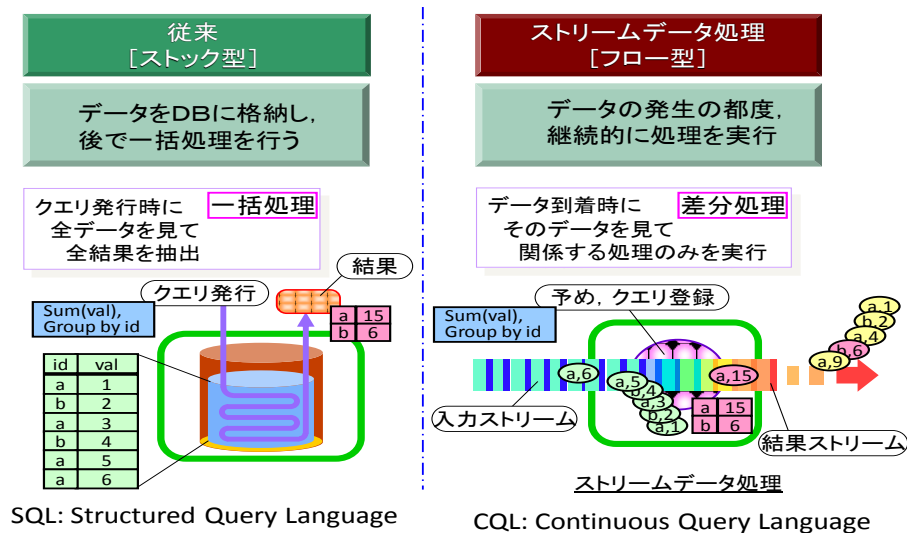 従来
[ストック型]
データをDBに格納し,
後で一括処理を行う
クエリ発行時に
全データを見て
全結果を抽出
一括処理
クエリ発行
結果
Sum(val),
Group by id
a 15
b 6
id val
a 1
b 2
a 3
b 4
a 5
a 6
SQL: Structured Query Language
ストリームデータ処理
[フロー型]
データの発生の都度,
継続的に処理を実行
データ到着時に
そのデータを見て
関係する処理のみを実行
差分処理
予め, クエリ登録
Sum(val),
Group by id
a,6
a,5
b,4
a,3
b,2
a,1
a,15
a 15
b 6
a,1
b,2
a,4
b,6
a,9
入力ストリーム
結果ストリーム
ストリームデータ処理
CQL: Continuous Query Language